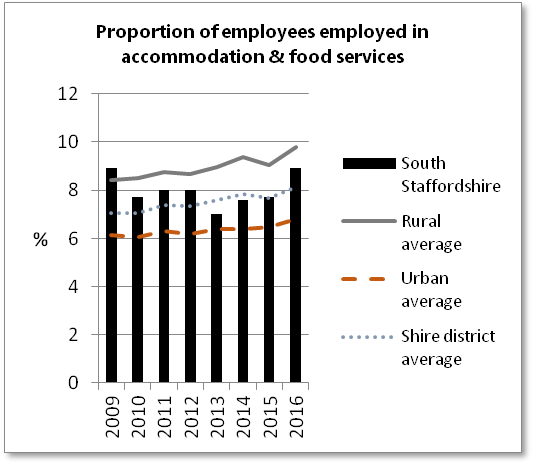 Proportion of employees employed in
accommodation & food services
12
10
8
6
4
2
0
%
2009
2010
2011
2012
2013
2014
2015
2016
South
Staffordshire
Rural
average
Urban
average
Shire district
average